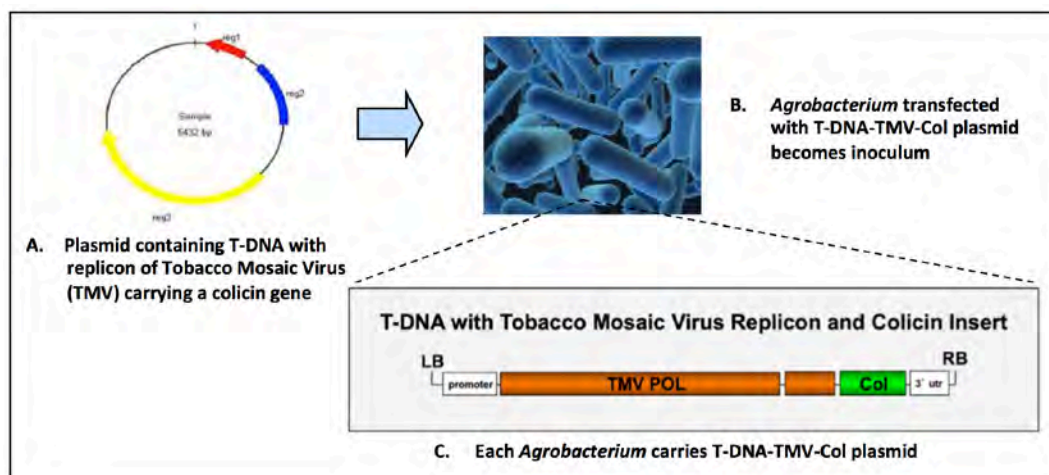 1
reg1
reg2
Sample
5432 bp
reg3
A. Plasmid containing T-DNA with
replicon of Tobacco Mosaic Virus
(TMV) carrying a colicin gene
B. Agrobacterium transfected
with T-DNA-TMV-Col plasmid
becomes inoculum
T-DNA with Tobacco Mosaic Virus Replicon and Colicin Insert
LB
RB
promoter
TMV POL
Col
3' utr
C. Each Agrobacterium carries T-DNA-TMV-Col plasmid